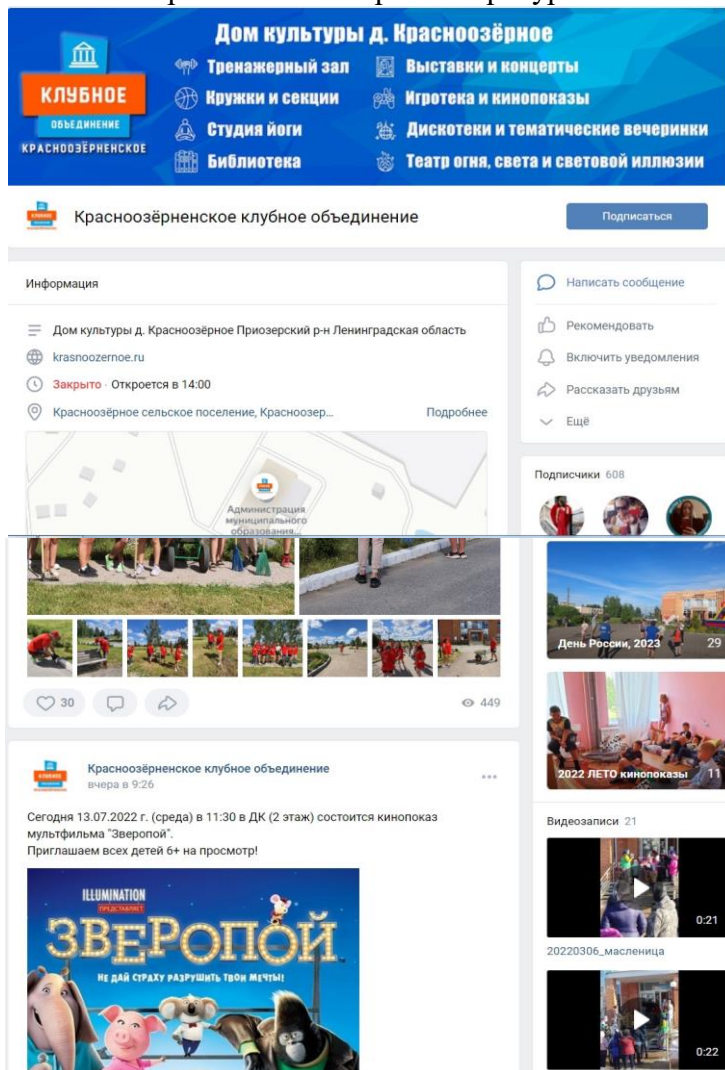 Дом культуры д. Красноозёрное
КЛУБНОЕ
ОБЪЕДИНЕНИЕ
КРАСНООЗЁРНЕНСКОЕ
Тренажерный зал
Выставки и концерты
Кружки и секции
Игротека и кинопоказы
Студия йоги
Дискотеки и тематические вечеринки
Библиотека
Театр огня, света и световой иллюзии
Красноозёрненское клубное объединение
Подписаться
Информация
Дом культуры д. Красноозёрное Приозерский р-н Ленинградская область
krasnoozernoe.ru
Закрыто · Откроется в 14:00
Красноозёрное сельское поселение, Красноозер...
Подробнее
Администрация
муниципального
образования...
Написать сообщение
Рекомендовать
Включить уведомления
Рассказать друзьям
Ещё
Подписчики 608
30
449
Красноозёрненское клубное объединение
вчера в 9:26
Сегодня 13.07.2022 г. (среда) в 11:30 в ДК (2 этаж) состоится кинопоказ
мультфильма "Зверопой".
Приглашаем всех детей 6+ на просмотр!
ILLUMINATION
ПРЕДСТАВЛЯЕТ
ЗВЕРОПОЙ
НЕ ДАЙ СТРАХУ РАЗРУШИТЬ ТВОИ МЕЧТЫ!
День России, 2023 29
2022 ЛЕТО кинопоказы 11
Видеозаписи 21
0:21
20220306_масленица
0:22